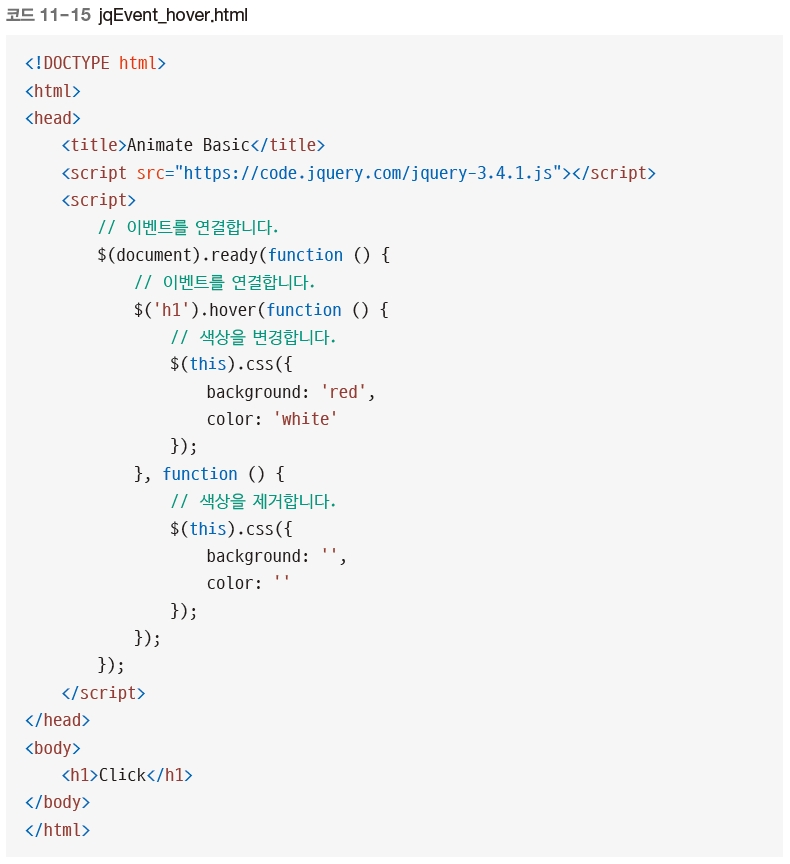 코드 11-15 jqEvent_hover.html
<!DOCTYPE html>
<html>
<head>
    <title>Animate Basic</title>
    <script src="https://code.jquery.com/jquery-3.4.1.js"></script>
    <script>
        // 이벤트를 연결합니다.
        $(document).ready(function () {
            // 이벤트를 연결합니다.
            $('h1').hover(function () {
                // 색상을 변경합니다.
                $(this).css({
                    background: 'red',
                    color: 'white'
                });
            }, function () {
                // 색상을 제거합니다.
                $(this).css({
                    background: '',
                    color: ''
                });
            });
        });
    </script>
</head>
<body>
    <h1>Click</h1>
</body>
</html>